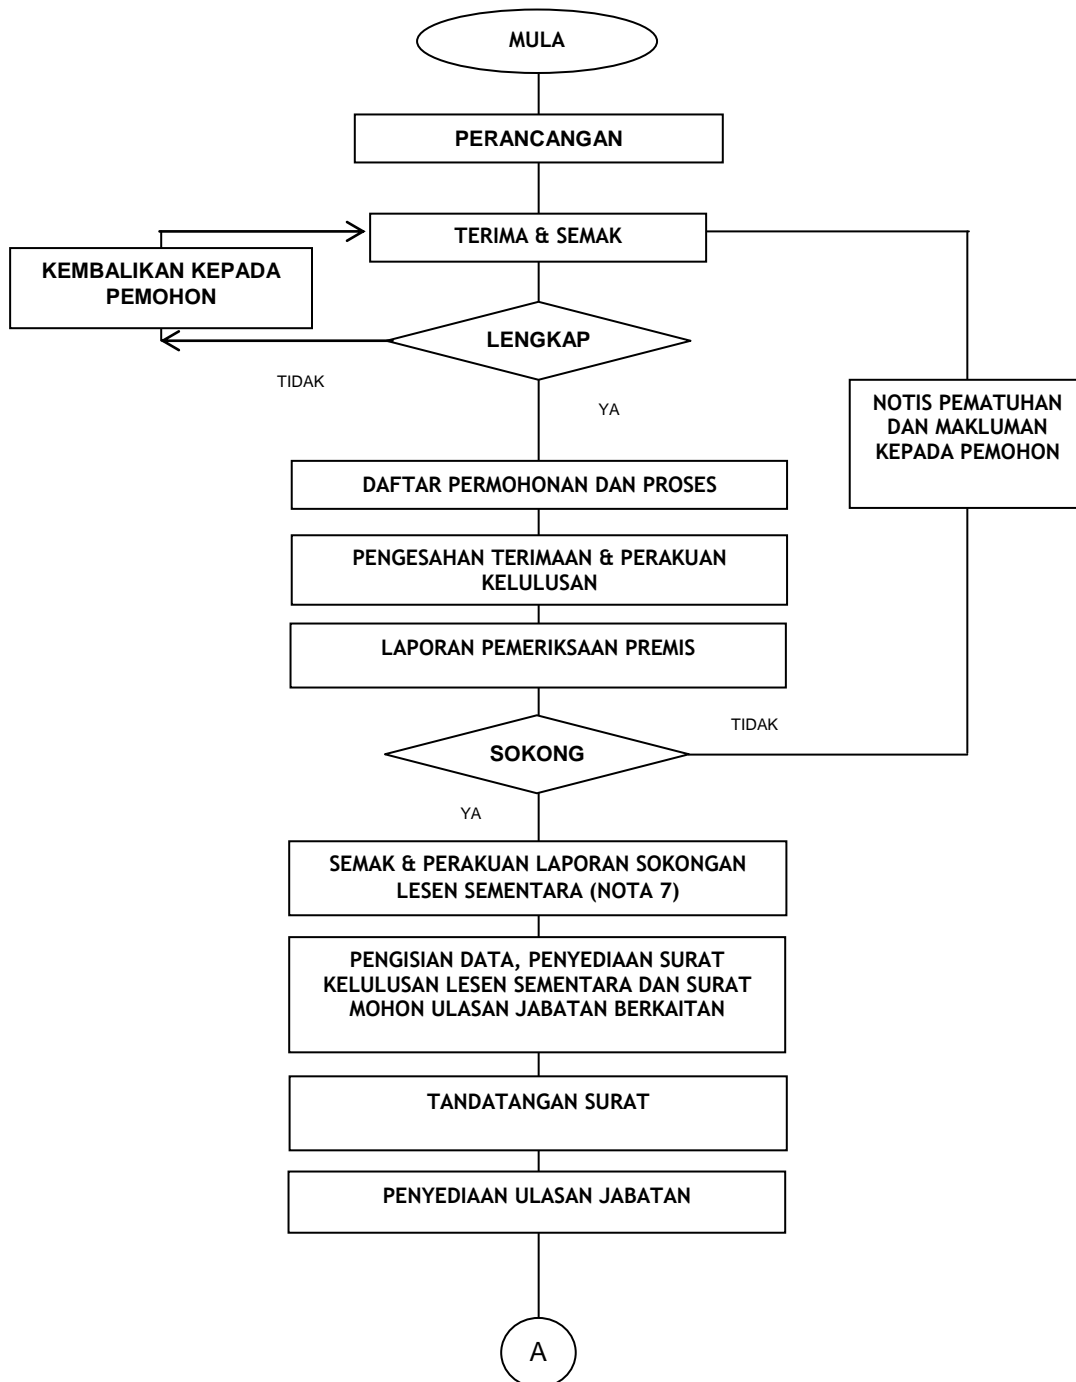 MULA
PERANCANGAN
TERIMA & SEMAK
KEMBALIKAN KEPADA
PEMOHON
LENGKAP
TIDAK
YA
NOTIS PEMATUHAN
DAN MAKLUMAN
KEPADA PEMOHON
DAFTAR PERMOHONAN DAN PROSES
PENGESAHAN TERIMAAN & PERAKUAN
KELULUSAN
LAPORAN PEMERIKSAAN PREMIS
TIDAK
SOKONG
YA
SEMAK & PERAKUAN LAPORAN SOKONGAN
LESEN SEMENTARA (NOTA 7)
PENGISIAN DATA, PENYEDIAAN SURAT
KELULUSAN LESEN SEMENTARA DAN SURAT
MOHON ULASAN JABATAN BERKAITAN
TANDATANGAN SURAT
PENYEDIAAN ULASAN JABATAN
A